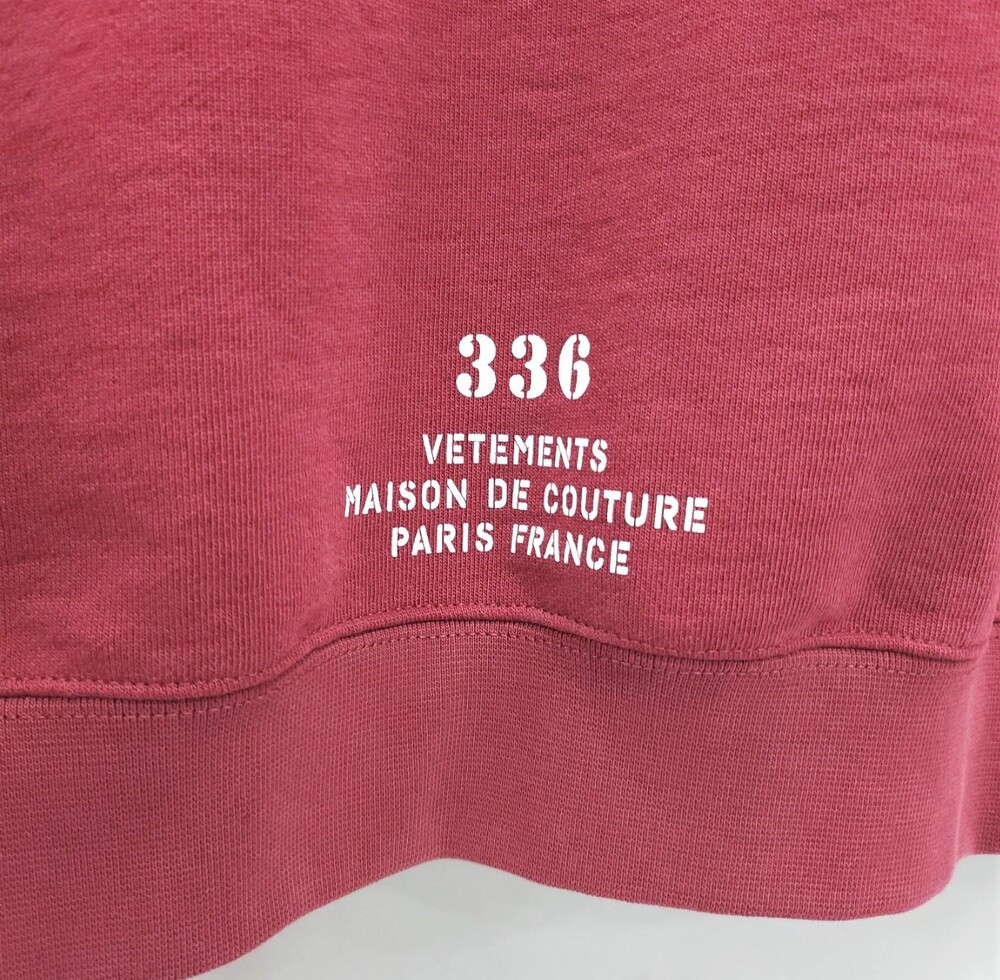 336
VETEMENTS
MAISON DE COUTURE
PARIS FRANCE